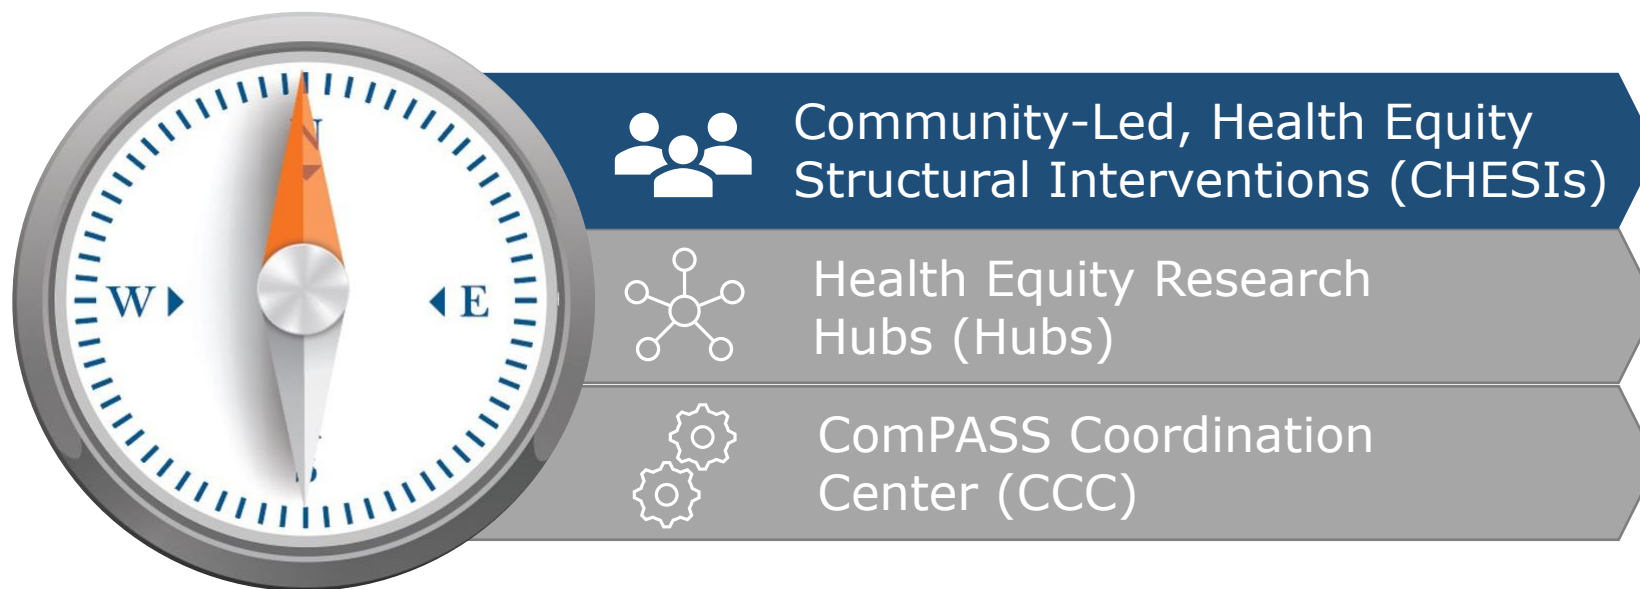 N
W
E
S
Community-Led, Health Equity
Structural Interventions (CHESIs)
Health Equity Research
Hubs (Hubs)
ComPASS Coordination
Center (CCC)